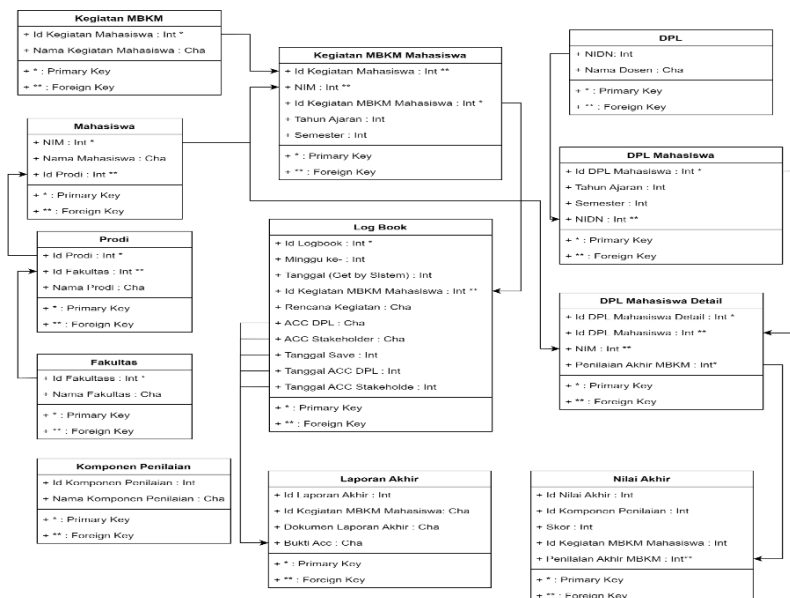 Kegiatan MBKM
+ Id Kegiatan Mahasiswa : Int *
+ Nama Kegiatan Mahasiswa : Cha
+ * : Primary Key
+ ** : Foreign Key
Kegiatan MBKM Mahasiswa
+ Id Kegiatan Mahasiswa : Int **
+ NIM : Int **
+ Id Kegiatan MBKM Mahasiswa : Int *
+ Tahun Ajaran : Int
+ Semester : Int
+ * : Primary Key
+ ** : Foreign Key
DPL
+ NIDN: Int
+ Nama Dosen : Cha
+ * : Primary Key
+ ** : Foreign Key
Mahasiswa
+ NIM : Int *
+ Nama Mahasiswa : Cha
+ Id Prodi : Int **
+ * : Primary Key
+ ** : Foreign Key
DPL Mahasiswa
+ Id DPL Mahasiswa : Int *
+ Tahun Ajaran : Int
+ Semester : Int
+ NIDN : Int **
+ * : Primary Key
+ ** : Foreign Key
Prodi
+ Id Prodi : Int *
+ Id Fakultas : Int **
+ Nama Prodi : Cha
+ * : Primary Key
+ ** : Foreign Key
Log Book
+ Id Logbook : Int *
+ Minggu ke- : Int
+ Tanggal (Get by Sistem) : Int
+ Id Kegiatan MBKM Mahasiswa : Int **
+ Rencana Kegiatan : Cha
+ ACC DPL : Cha
+ ACC Stakeholder : Cha
+ Tanggal Save : Int
+ Tanggal ACC DPL : Int
+ Tanggal ACC Stakeholde : Int
+ * : Primary Key
+ ** : Foreign Key
DPL Mahasiswa Detail
+ Id DPL Mahasiswa Detail : Int *
+ Id DPL Mahasiswa : Int **
+ NIM : Int **
+ Penilaian Akhir MBKM : Int*
+ * : Primary Key
+ ** : Foreign Key
Fakultas
+ Id Fakultass : Int *
+ Nama Fakultas : Cha
+ * : Primary Key
+ ** : Foreign Key
Komponen Penilaian
+ Id Komponen Penilaian : Int
+ Nama Komponen Penilaian : Cha
+ * : Primary Key
+ ** : Foreign Key
Laporan Akhir
+ Id Laporan Akhir : Int
+ Id Kegiatan MBKM Mahasiswa: Cha
+ Dokumen Laporan Akhir : Cha
+ Bukti Acc : Cha
+ * : Primary Key
+ ** : Foreign Key
Nilai Akhir
+ Id Nilai Akhir : Int
+ Id Komponen Penilaian : Int
+ Skor : Int
+ Id Kegiatan MBKM Mahasiswa : Int
+ Penilaian Akhir MBKM : Int**
+ * : Primary Key
+ ** : Foreign Key